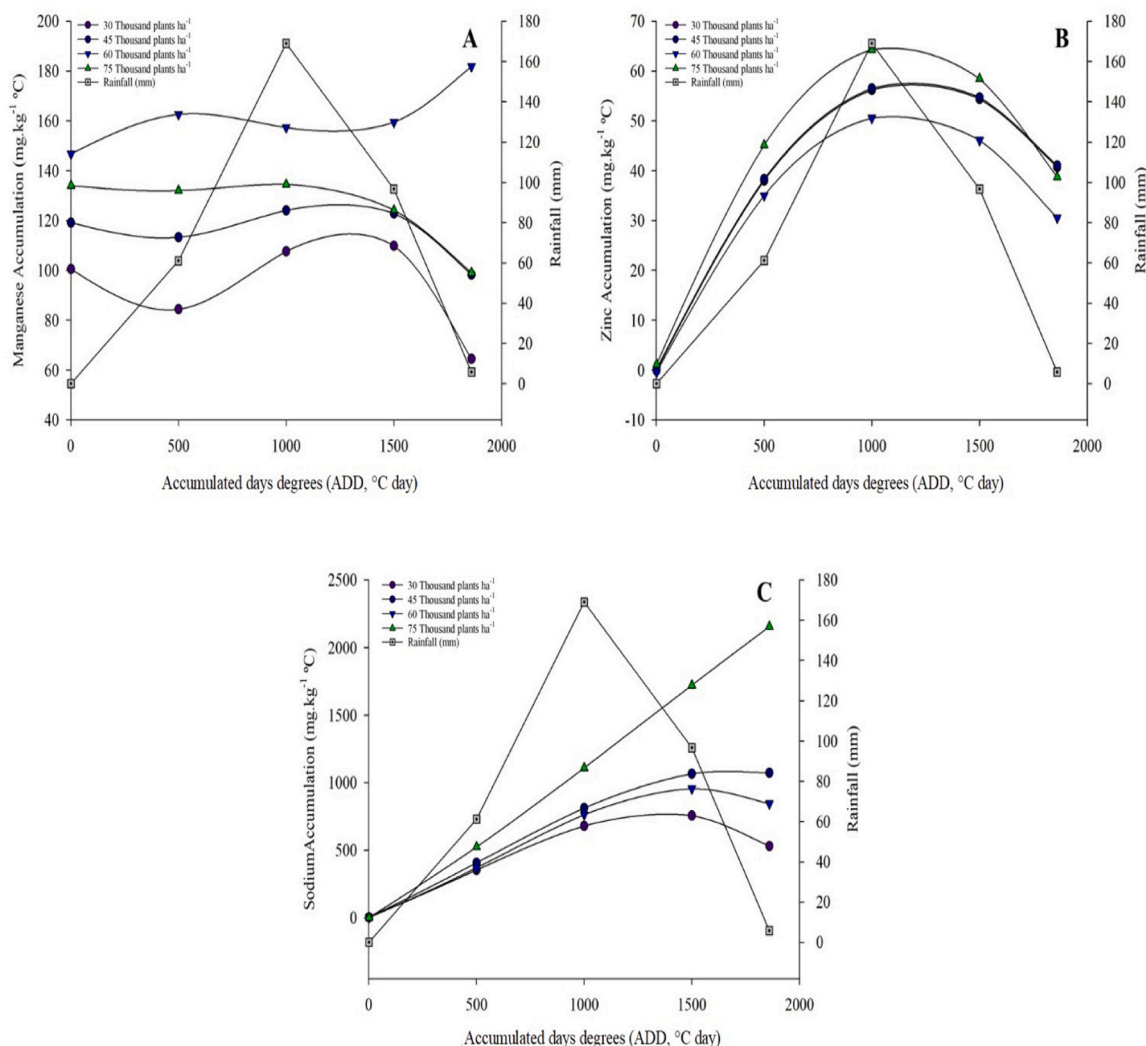 30 Thousand plants ha⁻¹
45 Thousand plants ha⁻¹
60 Thousand plants ha⁻¹
75 Thousand plants ha⁻¹
Rainfall (mm)
A
Manganese Accumulation (mg.kg⁻¹ ºC)
200
180
160
140
120
100
80
60
40
180
160
140
120
100
80
60
40
20
0
Rainfall (mm)
0 500 1000 1500 2000
Accumulated days degrees (ADD, °C day)
30 Thousand plants ha⁻¹
45 Thousand plants ha⁻¹
60 Thousand plants ha⁻¹
75 Thousand plants ha⁻¹
Rainfall (mm)
B
Zinc Accumulation (mg.kg⁻¹ ºC)
70
60
50
40
30
20
10
0
-10
180
160
140
120
100
80
60
40
20
0
Rainfall (mm)
0 500 1000 1500 2000
Accumulated days degrees (ADD, °C day)
30 Thousand plants ha⁻¹
45 Thousand plants ha⁻¹
60 Thousand plants ha⁻¹
75 Thousand plants ha⁻¹
Rainfall (mm)
C
SodiumAccumulation (mg.kg⁻¹ ºC)
2500
2000
1500
1000
500
0
180
160
140
120
100
80
60
40
20
0
Rainfall (mm)
0 500 1000 1500 2000
Accumulated days degrees (ADD, °C day)